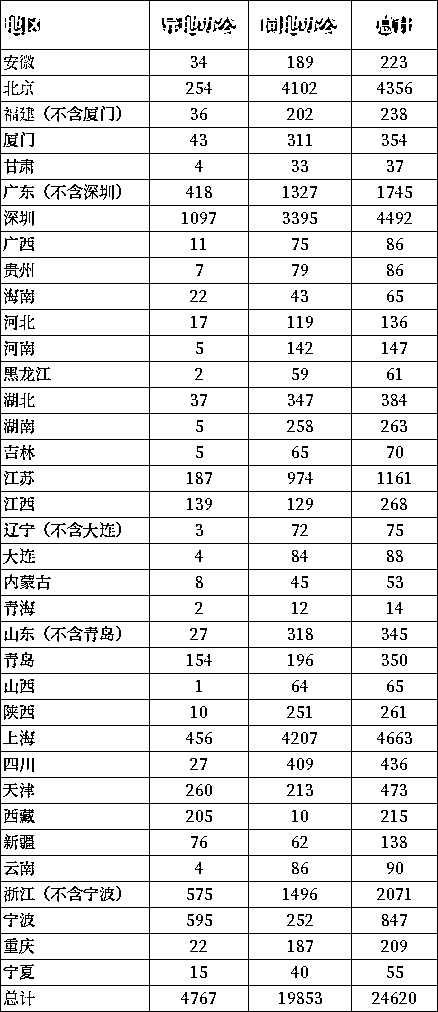 地区 异地办公 同地办公 总计
安徽 34 189 223
北京 254 4102 4356
福建（不含厦门） 36 202 238
厦门 43 311 354
甘肃 4 33 37
广东（不含深圳） 418 1327 1745
深圳 1097 3395 4492
广西 11 75 86
贵州 7 79 86
海南 22 43 65
河北 17 119 136
河南 5 142 147
黑龙江 2 59 61
湖北 37 347 384
湖南 5 258 263
吉林 5 65 70
江苏 187 974 1161
江西 139 129 268
辽宁（不含大连） 3 72 75
大连 4 84 88
内蒙古 8 45 53
青海 2 12 14
山东（不含青岛） 27 318 345
青岛 154 196 350
山西 1 64 65
陕西 10 251 261
上海 456 4207 4663
四川 27 409 436
天津 260 213 473
西藏 205 10 215
新疆 76 62 138
云南 4 86 90
浙江（不含宁波） 575 1496 2071
宁波 595 252 847
重庆 22 187 209
宁夏 15 40 55
总计 4767 19853 24620